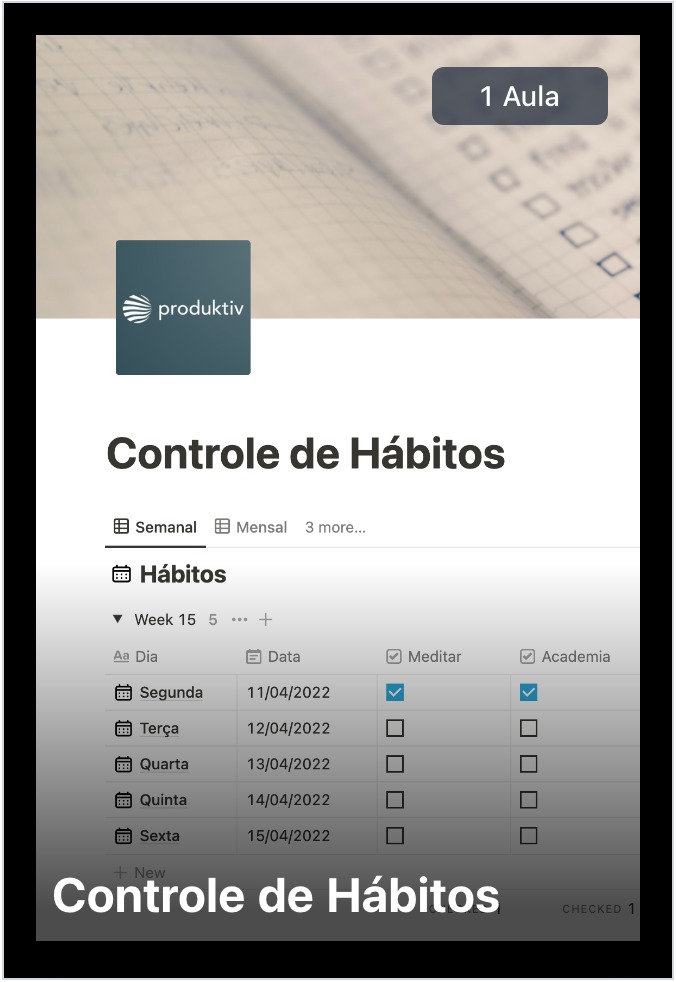 1 Aula
produktiv
Controle de Hábitos
Semanal Mensal 3 more...
Hábitos
Week 15 5
Aa Dia Data Meditar Academia
Segunda 11/04/2022
Terça 12/04/2022
Quarta 13/04/2022
Quinta 14/04/2022
Sexta 15/04/2022
+ New
Controle de Hábitos
CHECKED 1